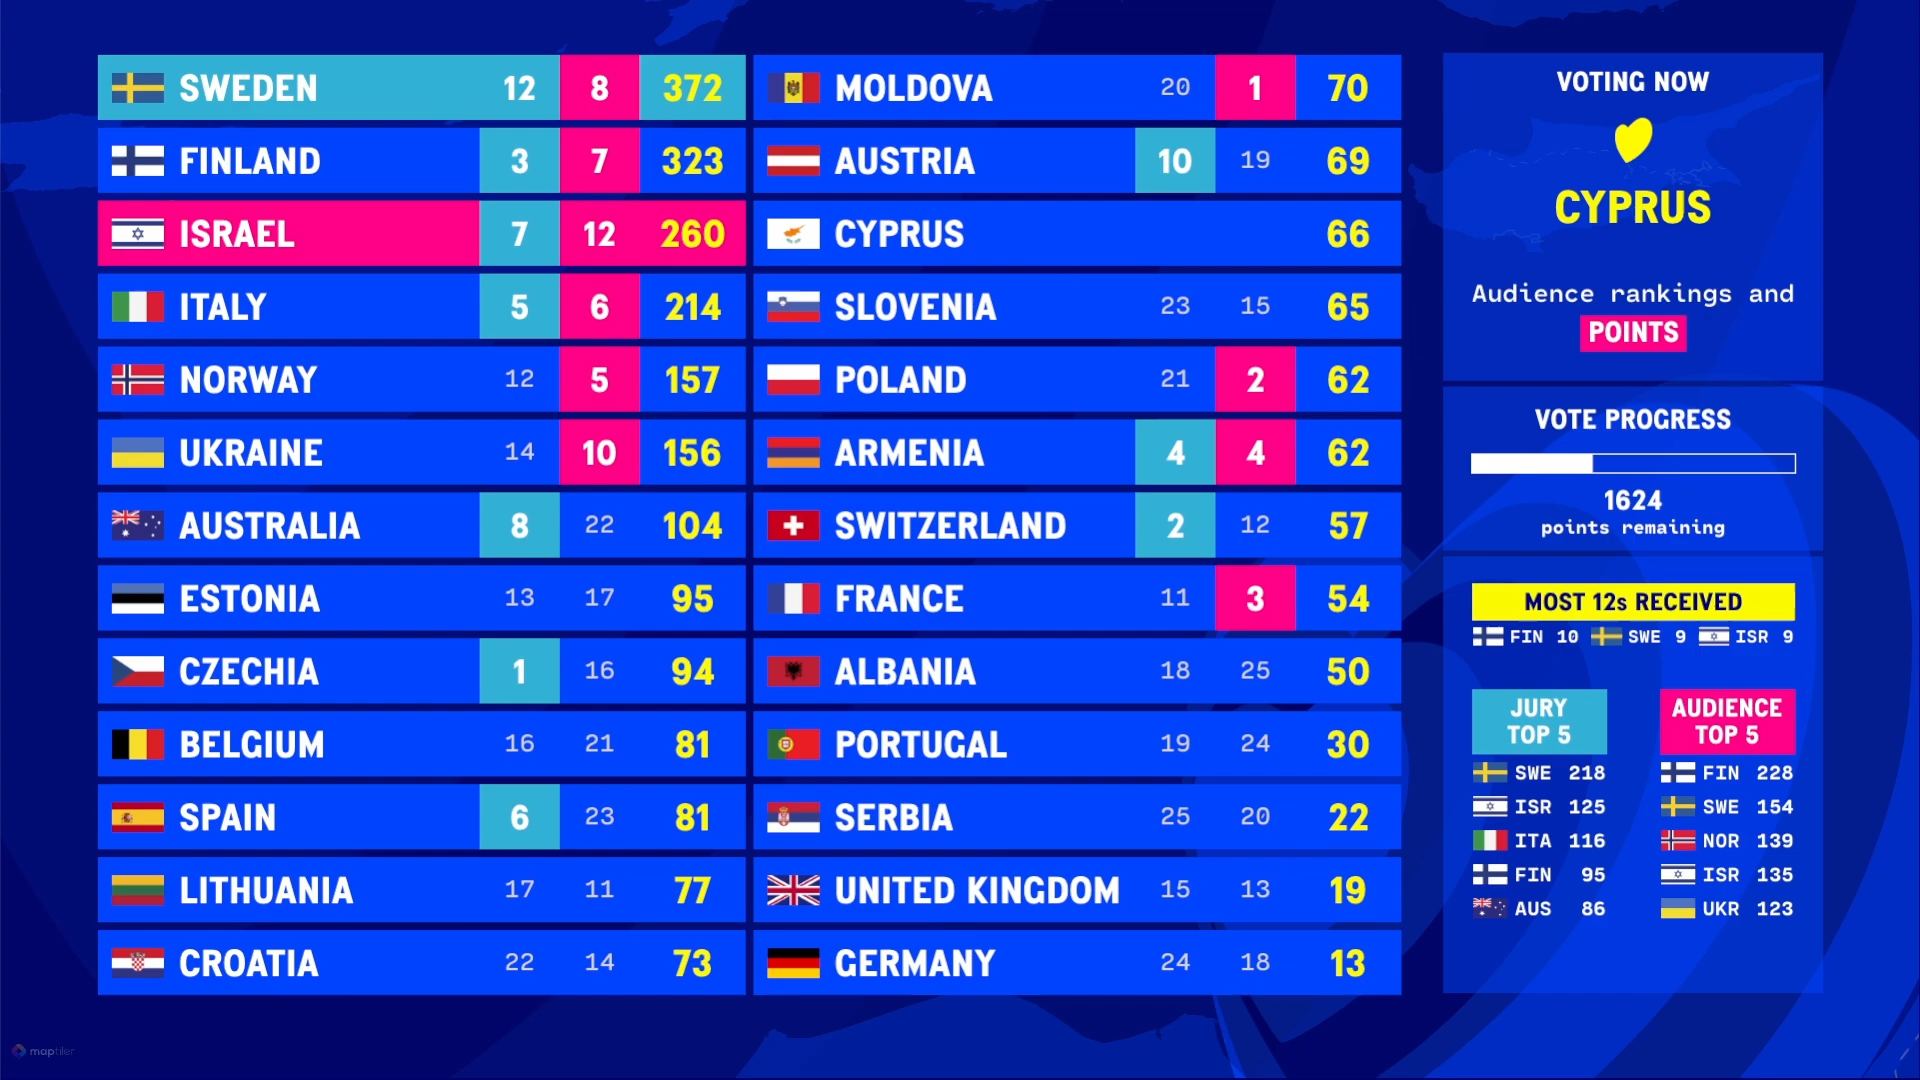 SWEDEN 12 8 372
FINLAND 3 7 323
ISRAEL 7 12 260
ITALY 5 6 214
NORWAY 12 5 157
UKRAINE 14 10 156
AUSTRALIA 8 22 104
ESTONIA 13 17 95
CZECHIA 1 16 94
BELGIUM 16 21 81
SPAIN 6 23 81
LITHUANIA 17 11 77
CROATIA 22 14 73
MOLDOVA 20 1 70
AUSTRIA 10 19 69
CYPRUS 66
SLOVENIA 23 15 65
POLAND 21 2 62
ARMENIA 4 4 62
SWITZERLAND 2 12 57
FRANCE 11 3 54
ALBANIA 18 25 50
PORTUGAL 19 24 30
SERBIA 25 20 22
UNITED KINGDOM 15 13 19
GERMANY 24 18 13
VOTING NOW
CYPRUS
Audience rankings and
POINTS
VOTE PROGRESS
1624
points remaining
MOST 12s RECEIVED
FIN 10 SWE 9 ISR 9
JURY
TOP 5
SWE 218
ISR 125
ITA 116
FIN 95
AUS 86
AUDIENCE
TOP 5
FIN 228
SWE 154
NOR 139
ISR 135
UKR 123
maptiler